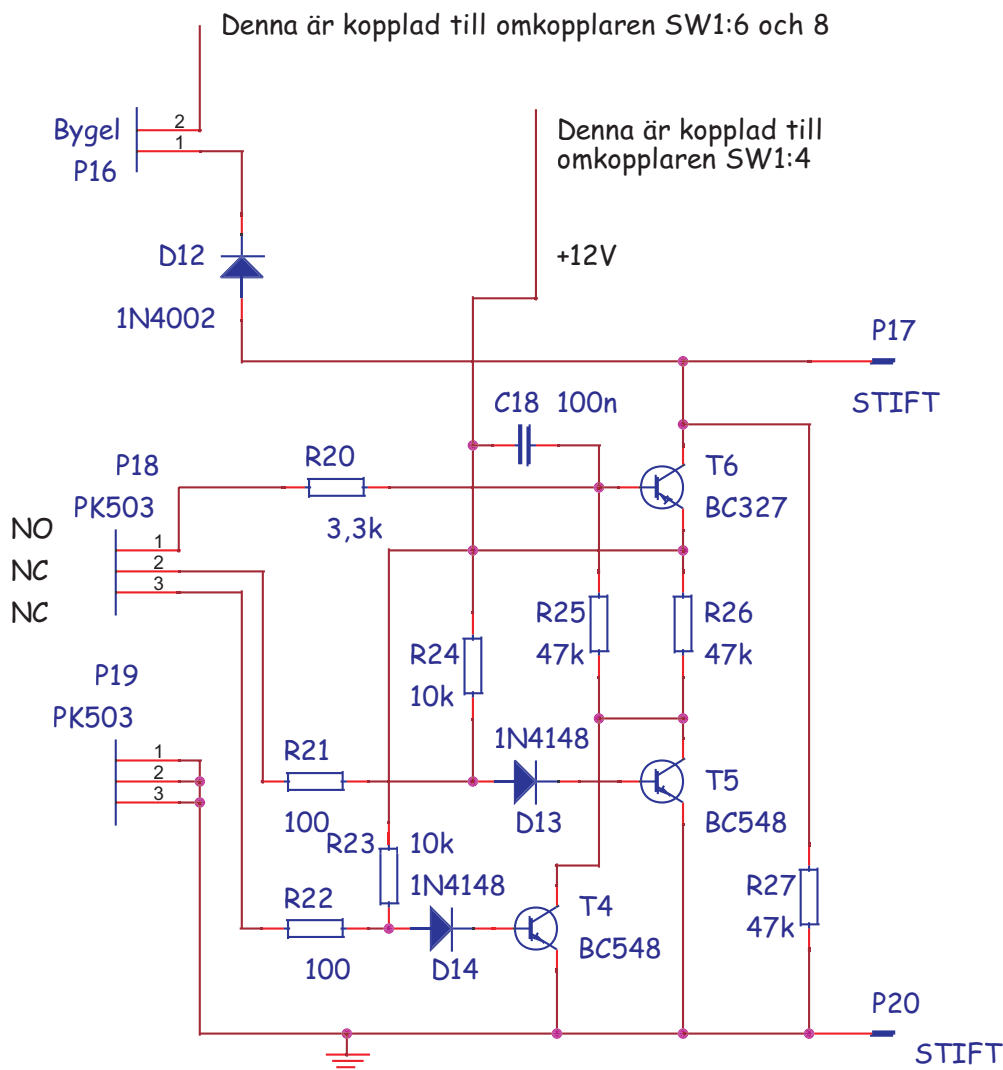 Denna är kopplad till omkopplaren SW1:6 och 8
Bygel
2
1
P16
Denna är kopplad till
omkopplaren SW1:4
D12
+12V
1N4002
P17
STIFT
C18 100n
P18
PK503
R20
3,3k
T6
BC327
NO
NC
NC
1
2
3
R25
47k
R26
47k
R24
10k
P19
PK503
1
2
3
R21
100
1N4148
D13
T5
BC548
R23 10k
1N4148
R22
100
D14
T4
BC548
R27
47k
P20
STIFT